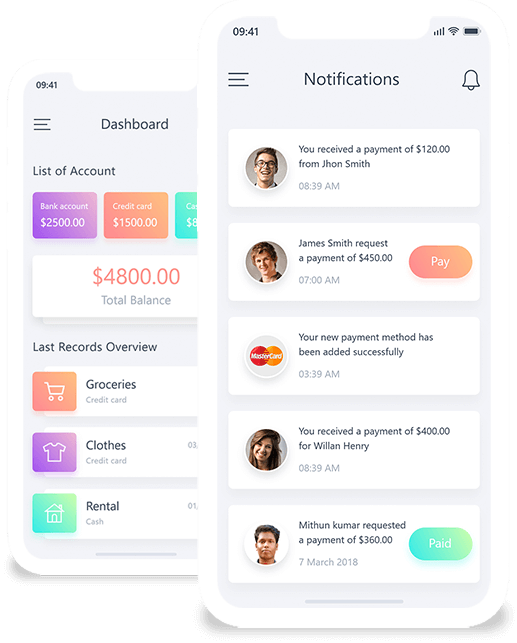 09:41
Dashboard
List of Account
Bank account
$2500.00
Credit card
$1500.00
$4800.00
Total Balance
Last Records Overview
Groceries
Credit card
Clothes
Credit card
03,
Rental
Cash
01,
09:41
Notifications
You received a payment of $120.00
from Jhon Smith
08:39 AM
James Smith request
a payment of $450.00
07:00 AM
Pay
MasterCard
Your new payment method has
been added successfully
03:39 AM
You received a payment of $400.00
for Willan Henry
08:39 AM
Mithun kumar requested
a payment of $360.00
7 March 2018
Paid